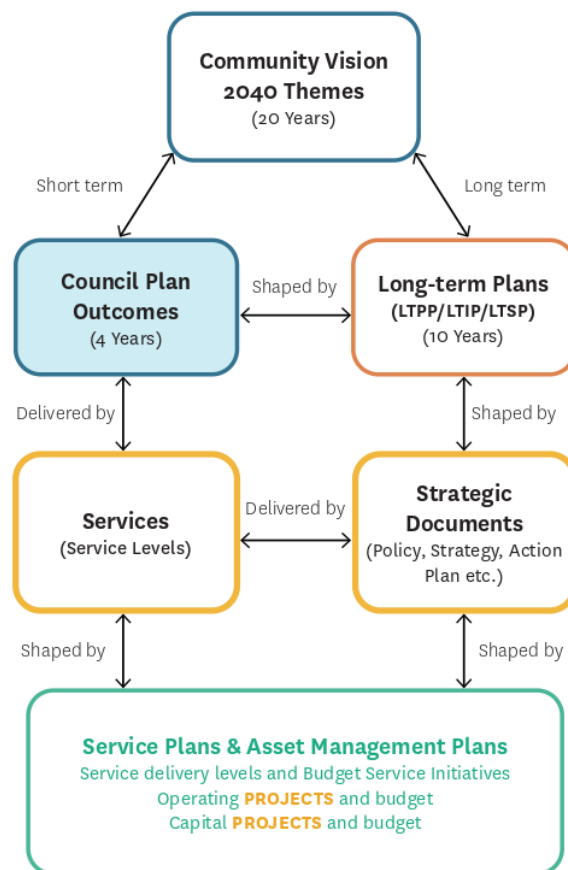 Community Vision
2040 Themes
(20 Years)
Short term
Long term
Council Plan
Outcomes
(4 Years)
Shaped by
Long-term Plans
(LTPP/LTIP/LTSP)
(10 Years)
Delivered by
Shaped by
Services
(Service Levels)
Delivered by
Strategic
Documents
(Policy, Strategy, Action
Plan etc.)
Shaped by
Shaped by
Service Plans & Asset Management Plans
Service delivery levels and Budget Service Initiatives
Operating PROJECTS and budget
Capital PROJECTS and budget